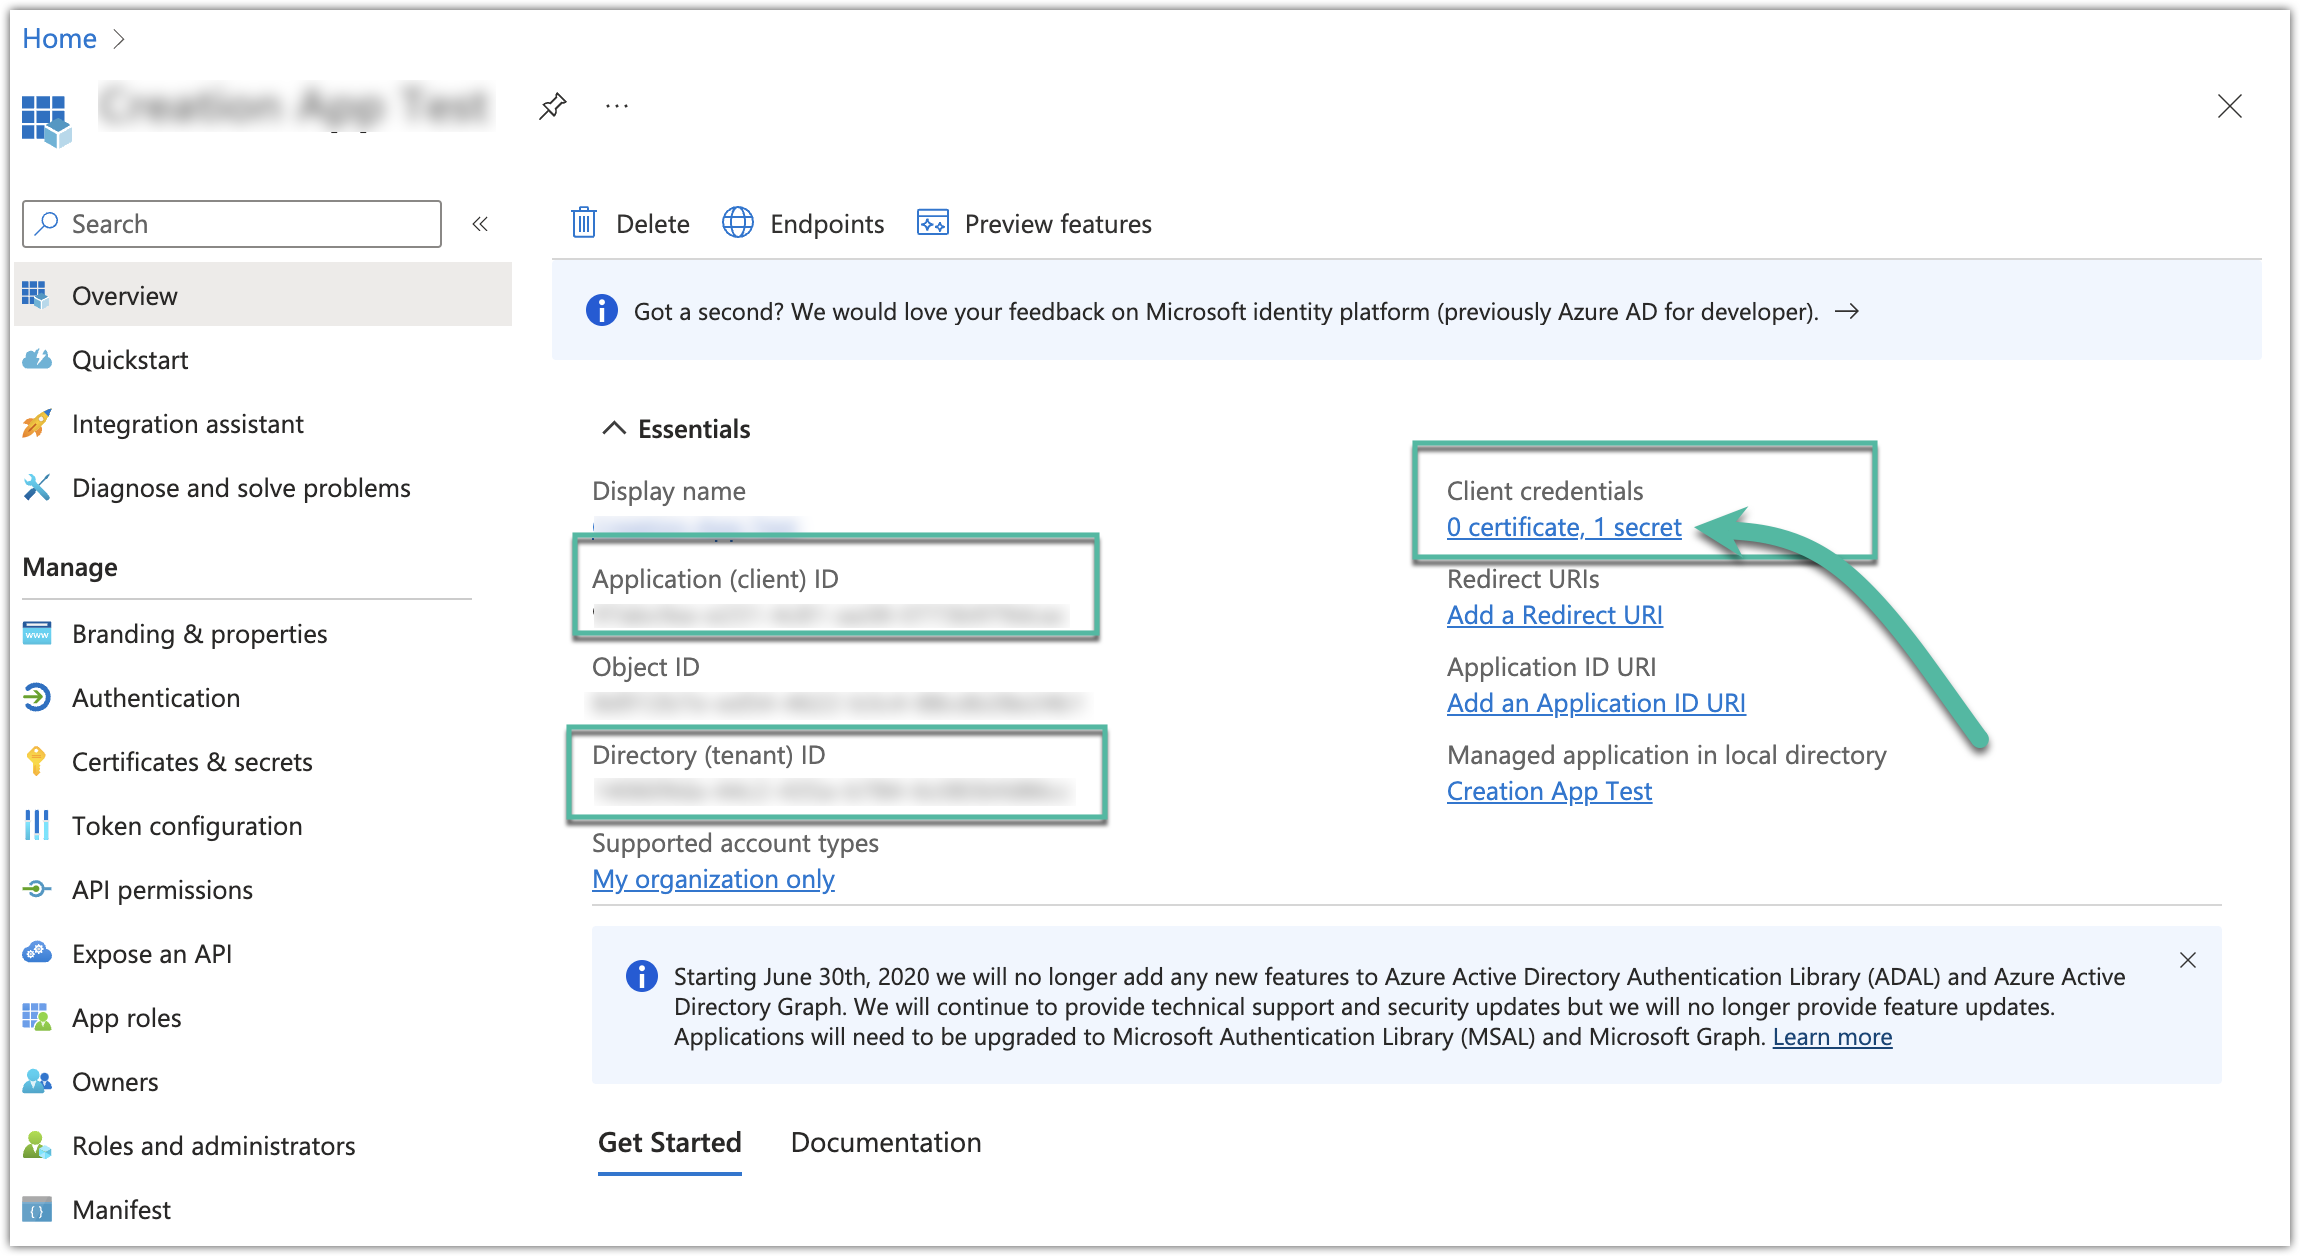 Home
Creation App Test
Search
Delete
Endpoints
Preview features
Overview
Quickstart
Integration assistant
Diagnose and solve problems
Manage
Branding & properties
Authentication
Certificates & secrets
Token configuration
API permissions
Expose an API
App roles
Owners
Roles and administrators
Manifest
Got a second? We would love your feedback on Microsoft identity platform (previously Azure AD for developer).
Essentials
Display name
Application (client) ID
Object ID
Directory (tenant) ID
Supported account types
My organization only
Client credentials
0 certificate, 1 secret
Redirect URIs
Add a Redirect URI
Application ID URI
Add an Application ID URI
Managed application in local directory
Creation App Test
Starting June 30th, 2020 we will no longer add any new features to Azure Active Directory Authentication Library (ADAL) and Azure Active
Directory Graph. We will continue to provide technical support and security updates but we will no longer provide feature updates.
Applications will need to be upgraded to Microsoft Authentication Library (MSAL) and Microsoft Graph. Learn more
Get Started
Documentation